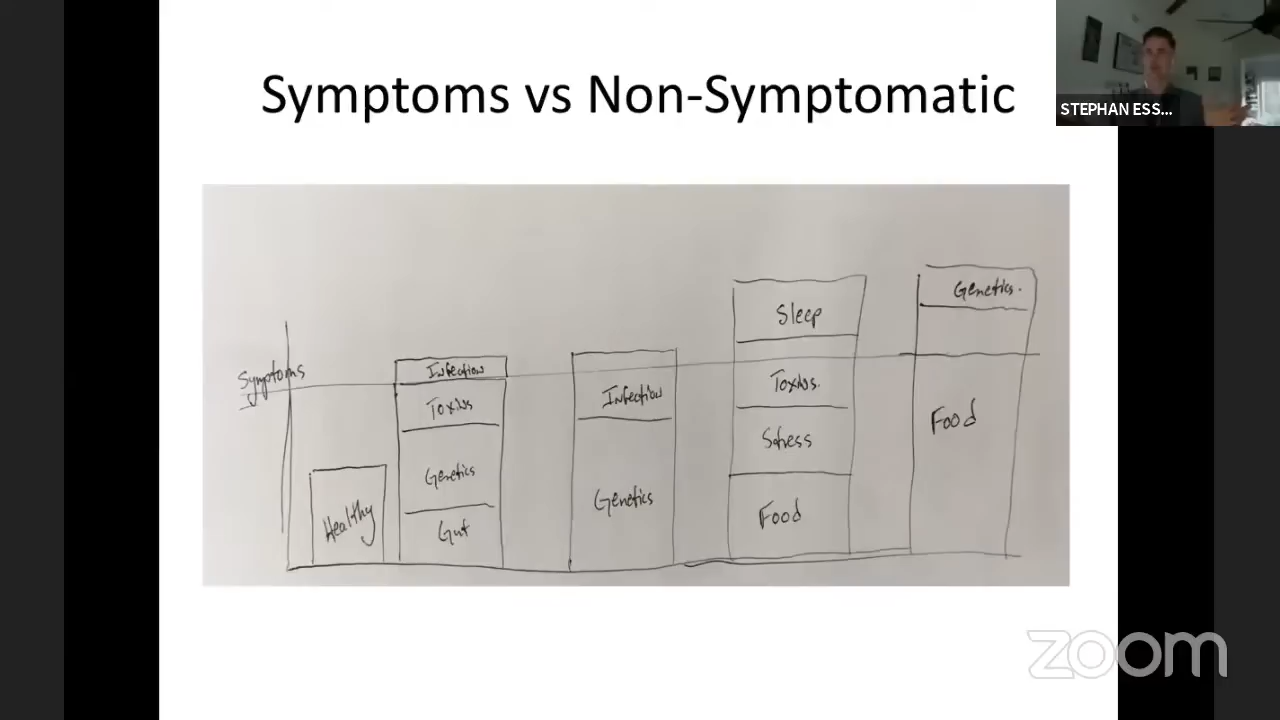 Symptoms vs Non-Symptomatic
STEPHAN ESS...
Symptoms
Healthy
Infection
Toxins
Genetics
Gut
Infection
Genetics
Sleep
Toxins.
Stress
Food
Genetics.
Food
zoom